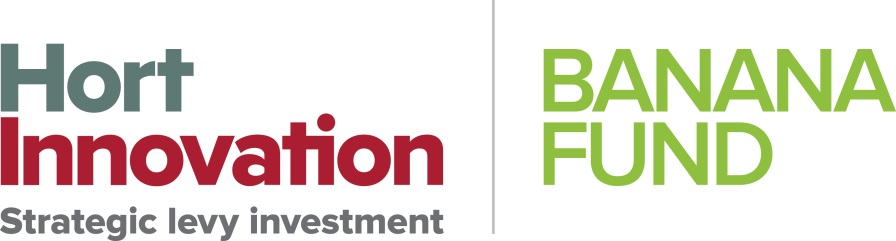 Hort
Innovation
Strategic levy investment
BANANA
FUND